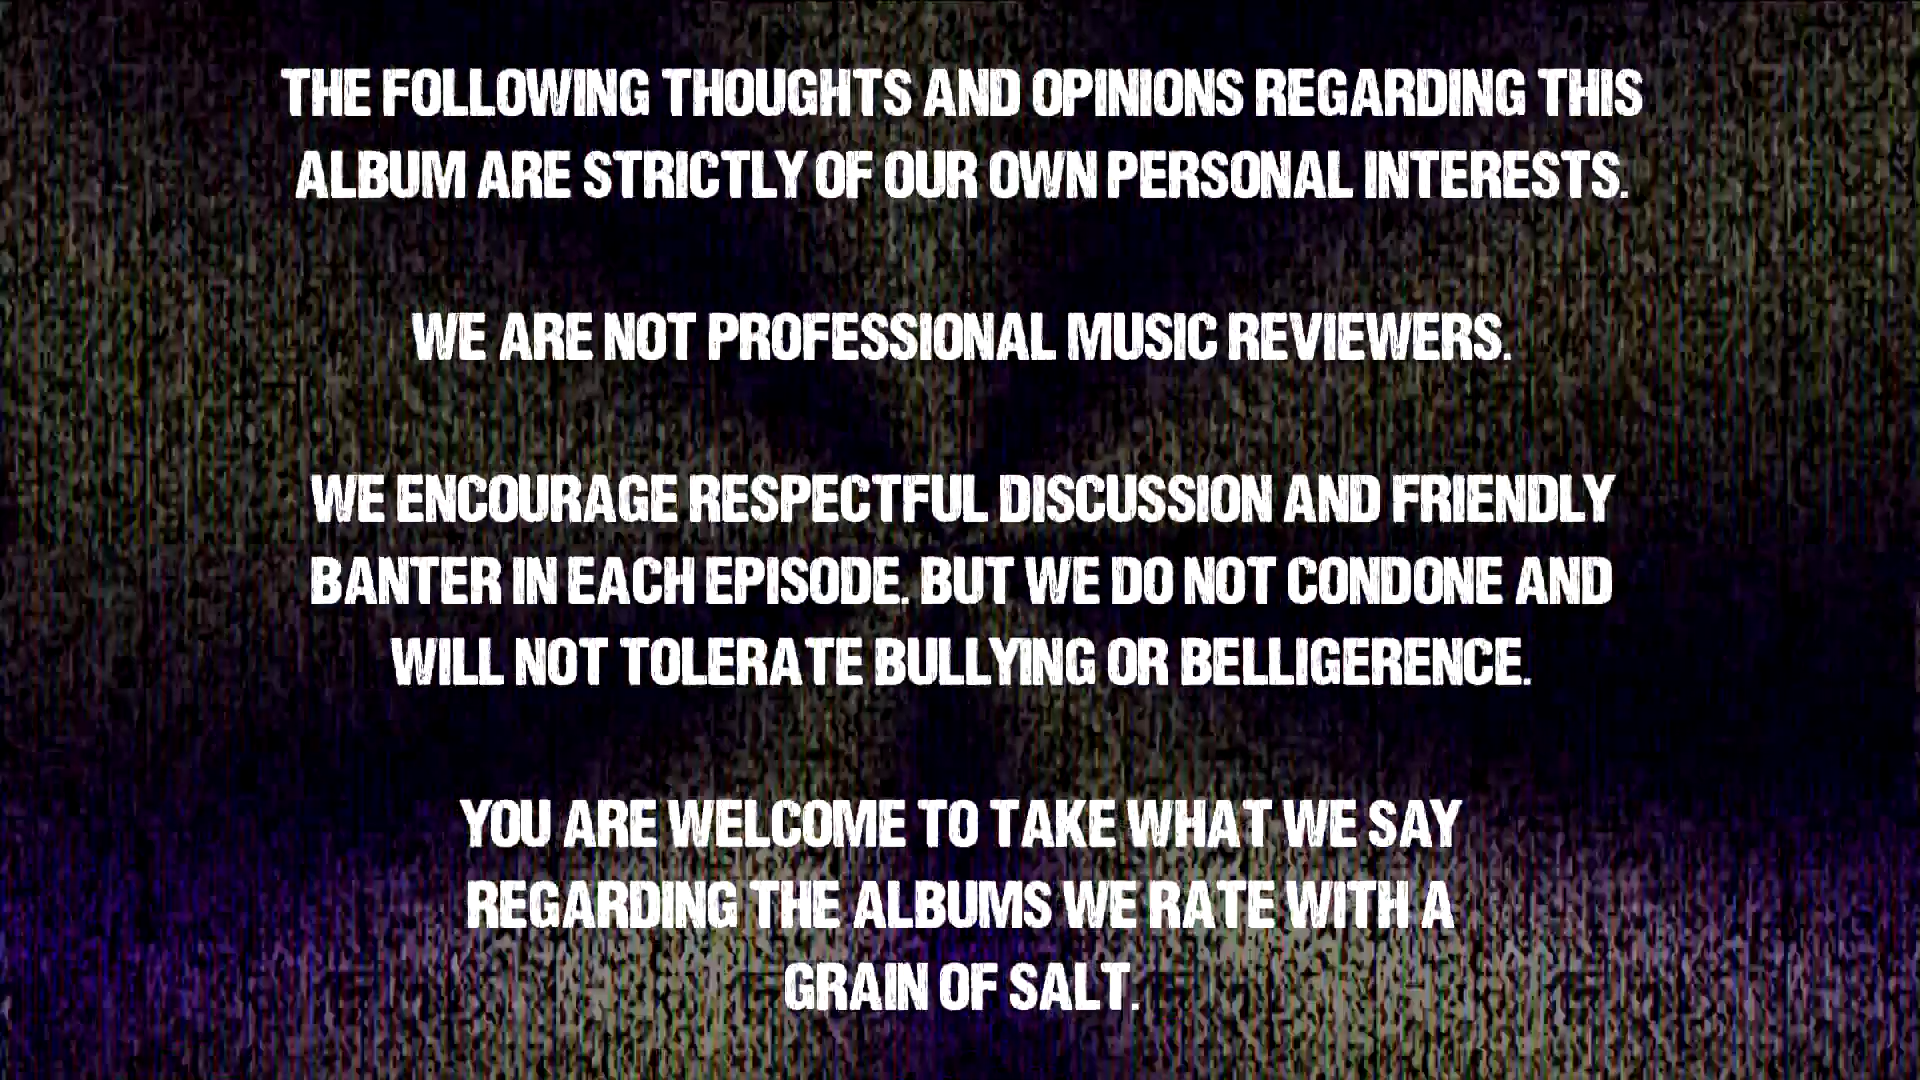 THE FOLLOWING THOUGHTS AND OPINIONS REGARDING THIS
ALBUM ARE STRICTLY OF OUR OWN PERSONAL INTERESTS.
WE ARE NOT PROFESSIONAL MUSIC REVIEWERS.
WE ENCOURAGE RESPECTFUL DISCUSSION AND FRIENDLY
BANTER IN EACH EPISODE. BUT WE DO NOT CONDONE AND
WILL NOT TOLERATE BULLYING OR BELLIGERENCE.
YOU ARE WELCOME TO TAKE WHAT WE SAY
REGARDING THE ALBUMS WE RATE WITH A
GRAIN OF SALT.